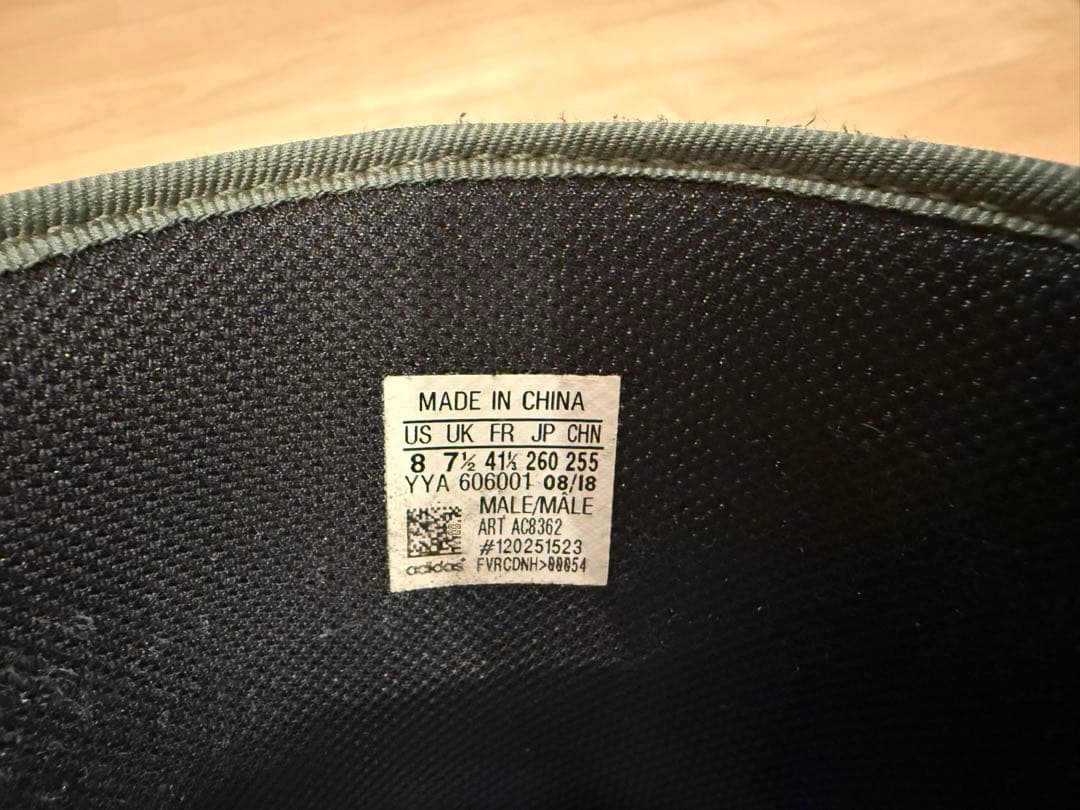 MADE IN CHINA
US UK FR JP CHN
8 7½ 41⅓ 260 255
YYA 606001 08/18
MALE/MÂLE
ART AC8362
#120251523
adidas FVRCDNH>00054